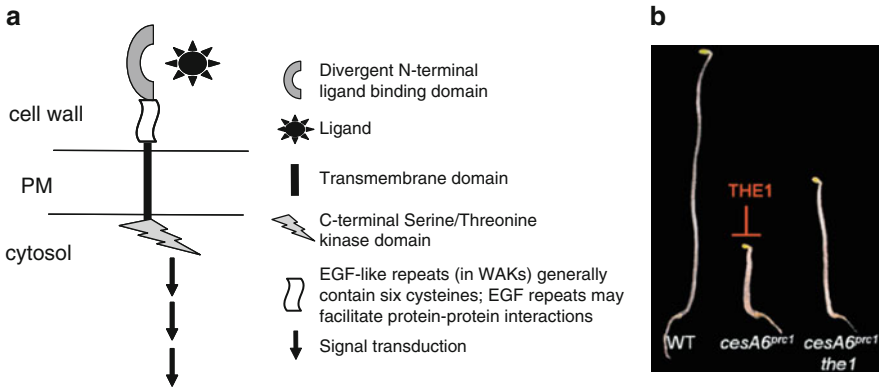 a
cell wall
PM
cytosol
Divergent N-terminal
ligand binding domain
Ligand
Transmembrane domain
C-terminal Serine/Threonine
kinase domain
EGF-like repeats (in WAKs) generally
contain six cysteines; EGF repeats may
facilitate protein-protein interactions
Signal transduction
b
THE1
WT
cesA6prc1
cesA6prc1
the1